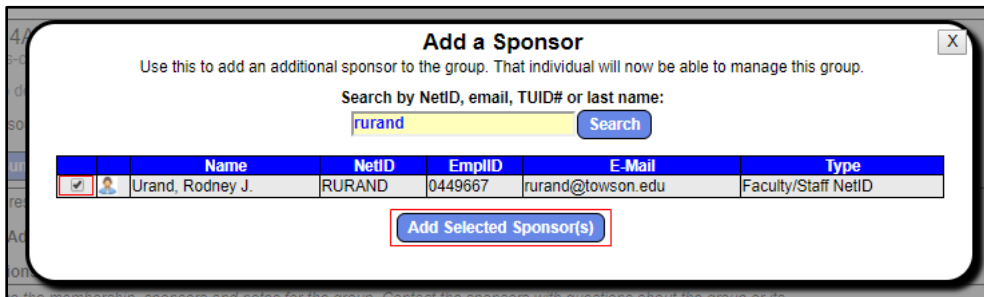 Add a Sponsor
X
Use this to add an additional sponsor to the group. That individual will now be able to manage this group.
Search by NetID, email, TUID# or last name:
rurand Search
Name NetID EmplID E-Mail Type
Urand, Rodney J. RURAND 0449667 rurand@towson.edu Faculty/Staff NetID
Add Selected Sponsor(s)